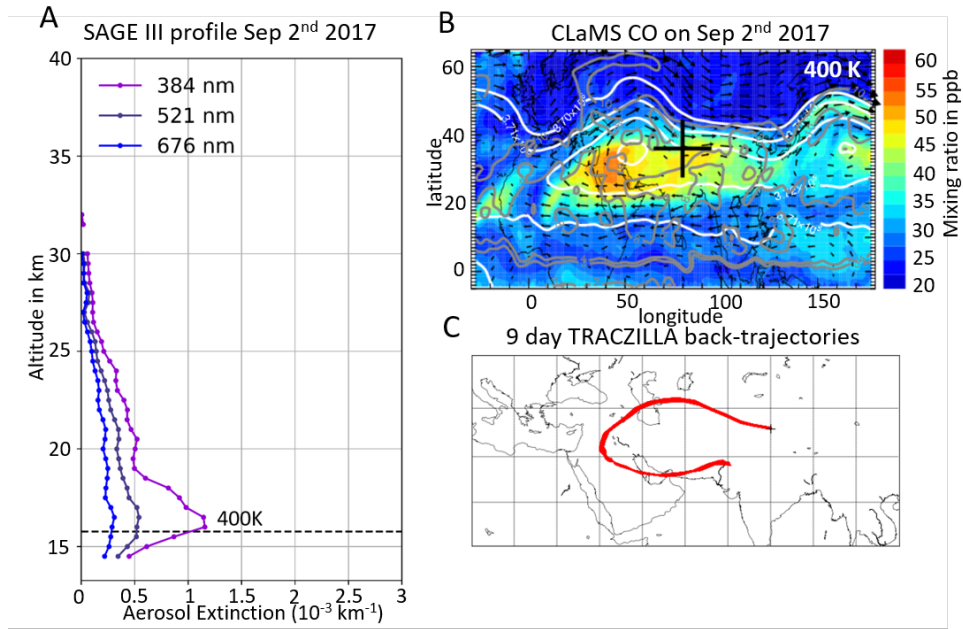 A
SAGE III profile Sep 2nd 2017
384 nm
521 nm
676 nm
40
35
30
25
20
15
Altitude in km
400K
0 0.5 1 1.5 2 2.5 3
Aerosol Extinction (10-3 km-1)
B
CLaMS CO on Sep 2nd 2017
400 K
60
40
20
0
latitude
0 50 100 150
longitude
60
55
50
45
40
35
30
25
20
Mixing ratio in ppb
C
9 day TRACZILLA back-trajectories